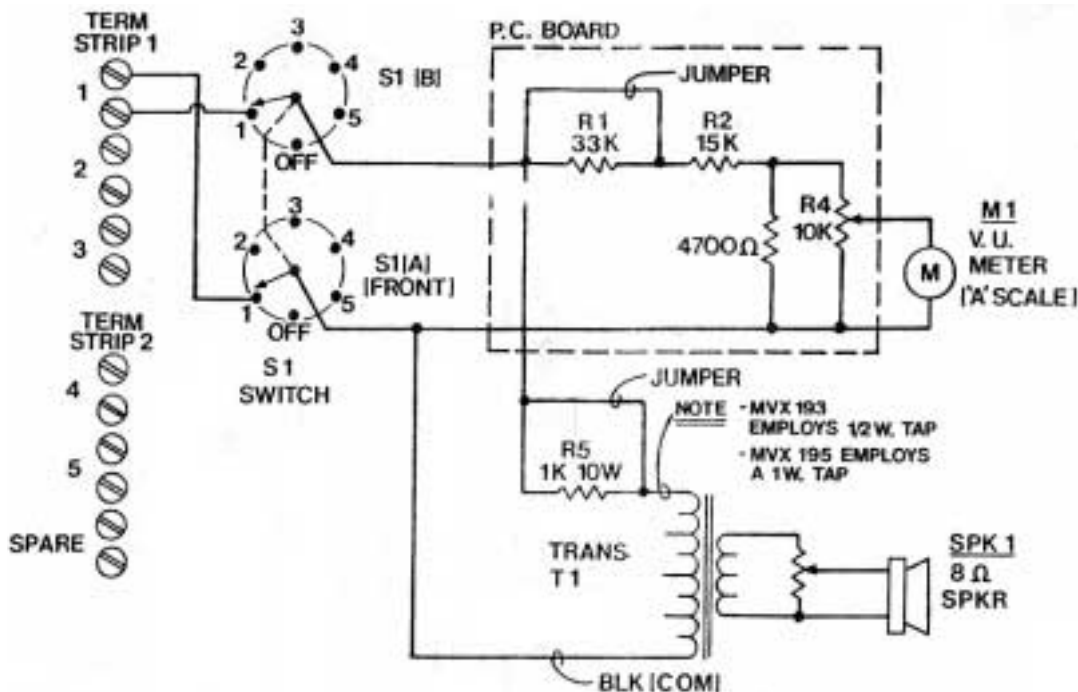 TERM
STRIP 1
1
2
3
TERM
STRIP 2
4
5
SPARE
3
2
4
1
5
OFF
S1 [B]
3
2
4
1
5
OFF
S1[A]
[FRONT]
S1
SWITCH
P.C. BOARD
JUMPER
R1
33K
R2
15K
4700Ω
R4
10K
M
M1
V.U.
METER
["A" SCALE]
JUMPER
NOTE - MVX 193
EMPLOYS 1/2 W. TAP
- MVX 195 EMPLOYS
A 1W. TAP
R5
1K 10W
TRANS.
T1
SPK 1
8Ω
SPKR
BLK [COM]